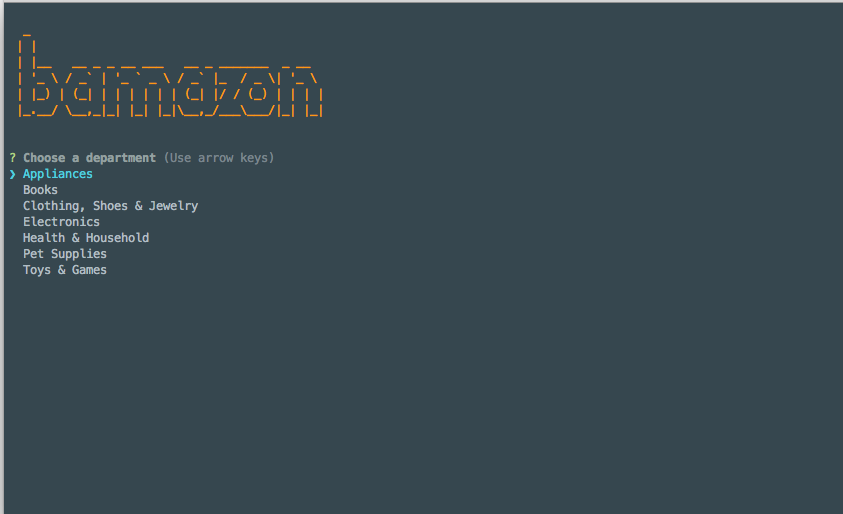 bamazon
? Choose a department (Use arrow keys)
❯ Appliances
Books
Clothing, Shoes & Jewelry
Electronics
Health & Household
Pet Supplies
Toys & Games